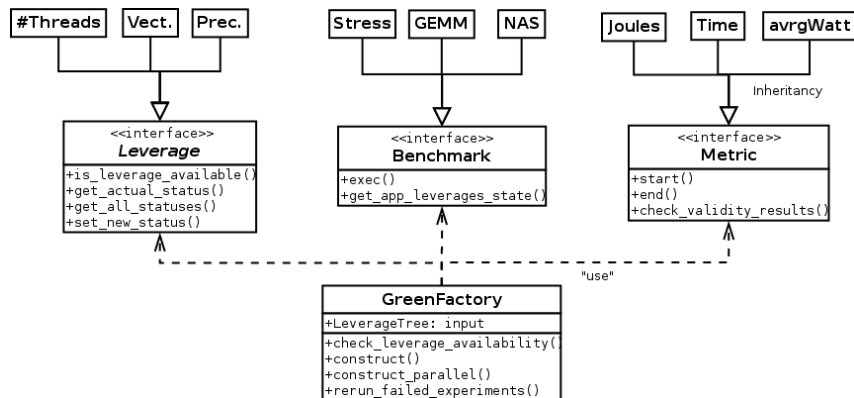 #Threads
Vect.
Prec.
Stress
GEMM
NAS
Joules
Time
avrgWatt
Inheritancy
<<interface>>
Leverage
+is_leverage_available()
+get_actual_status()
+get_all_statuses()
+set_new_status()
<<interface>>
Benchmark
+exec()
+get_app_leverages_state()
<<interface>>
Metric
+start()
+end()
+check_validity_results()
"use"
GreenFactory
+LeverageTree: input
+check_leverage_availability()
+construct()
+construct_parallel()
+rerun_failed_experiments()